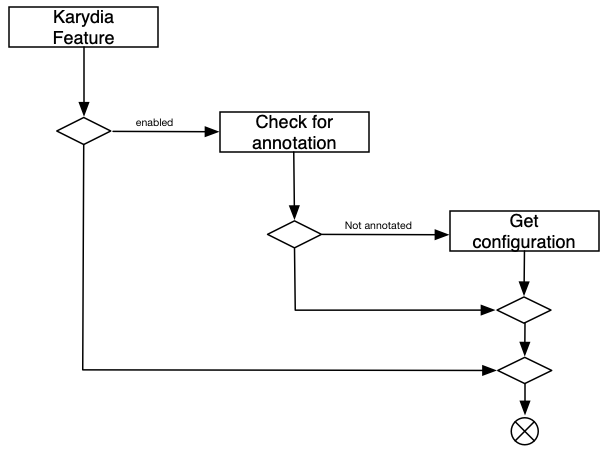 Karydia
Feature
enabled
Check for
annotation
Not annotated
Get
configuration